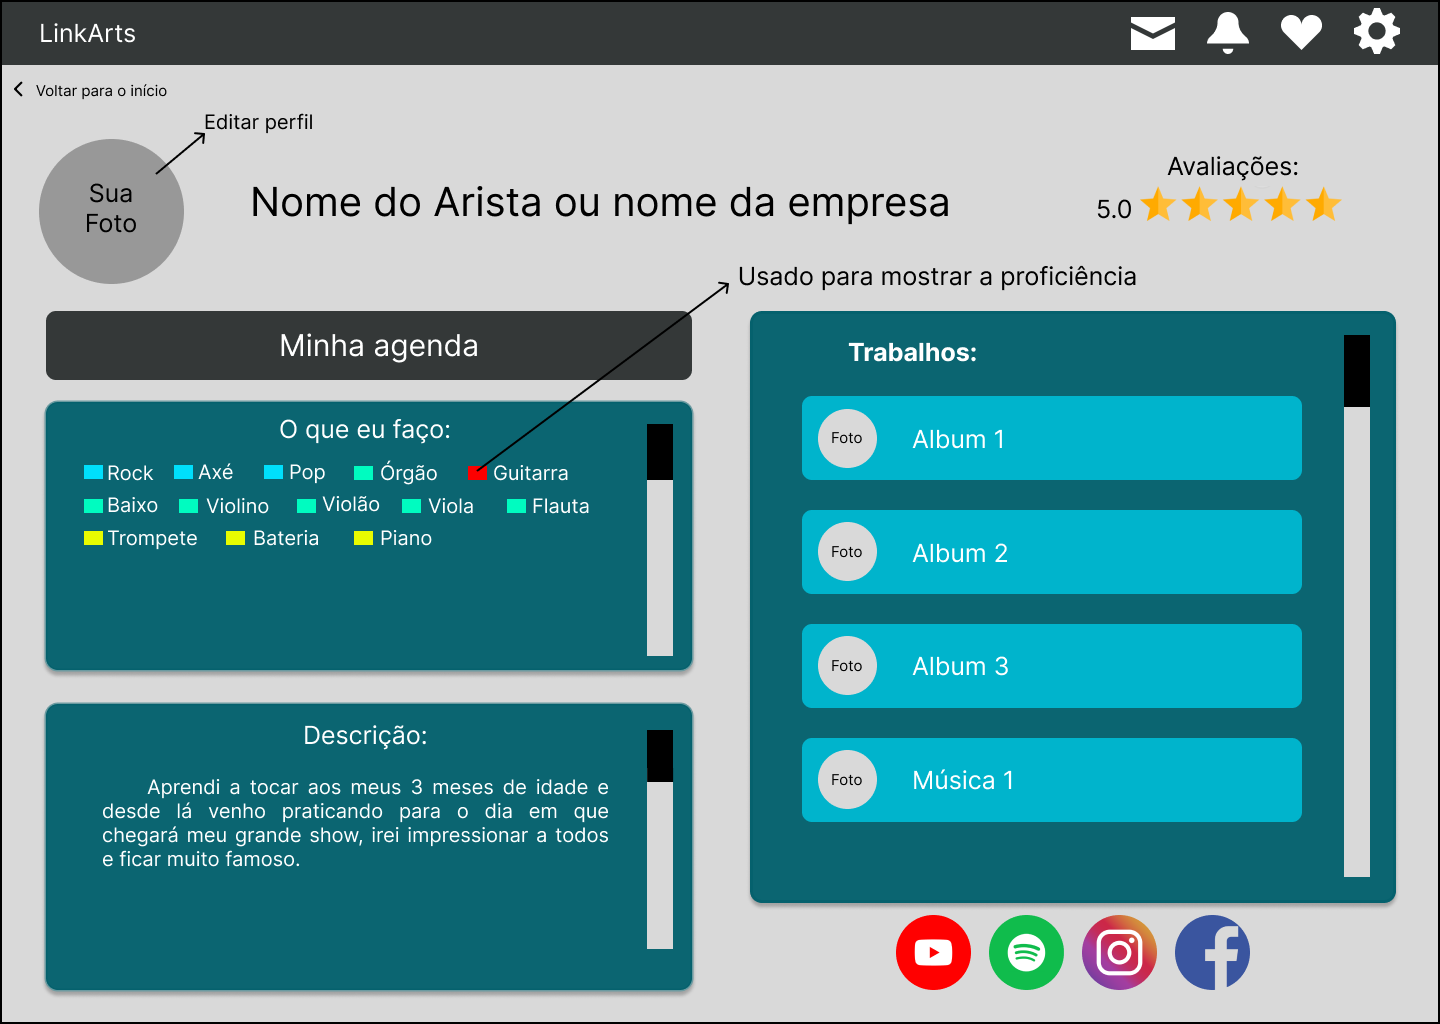 LinkArts
Voltar para o início
Editar perfil
Sua
Foto
Nome do Arista ou nome da empresa
Avaliações:
5.0
Usado para mostrar a proficiência
Minha agenda
O que eu faço:
Rock Axé Pop Órgão Guitarra
Baixo Violino Violão Viola Flauta
Trompete Bateria Piano
Descrição:
Aprendi a tocar aos meus 3 meses de idade e
desde lá venho praticando para o dia em que
chegará meu grande show, irei impressionar a todos
e ficar muito famoso.
Trabalhos:
Foto Album 1
Foto Album 2
Foto Album 3
Foto Música 1